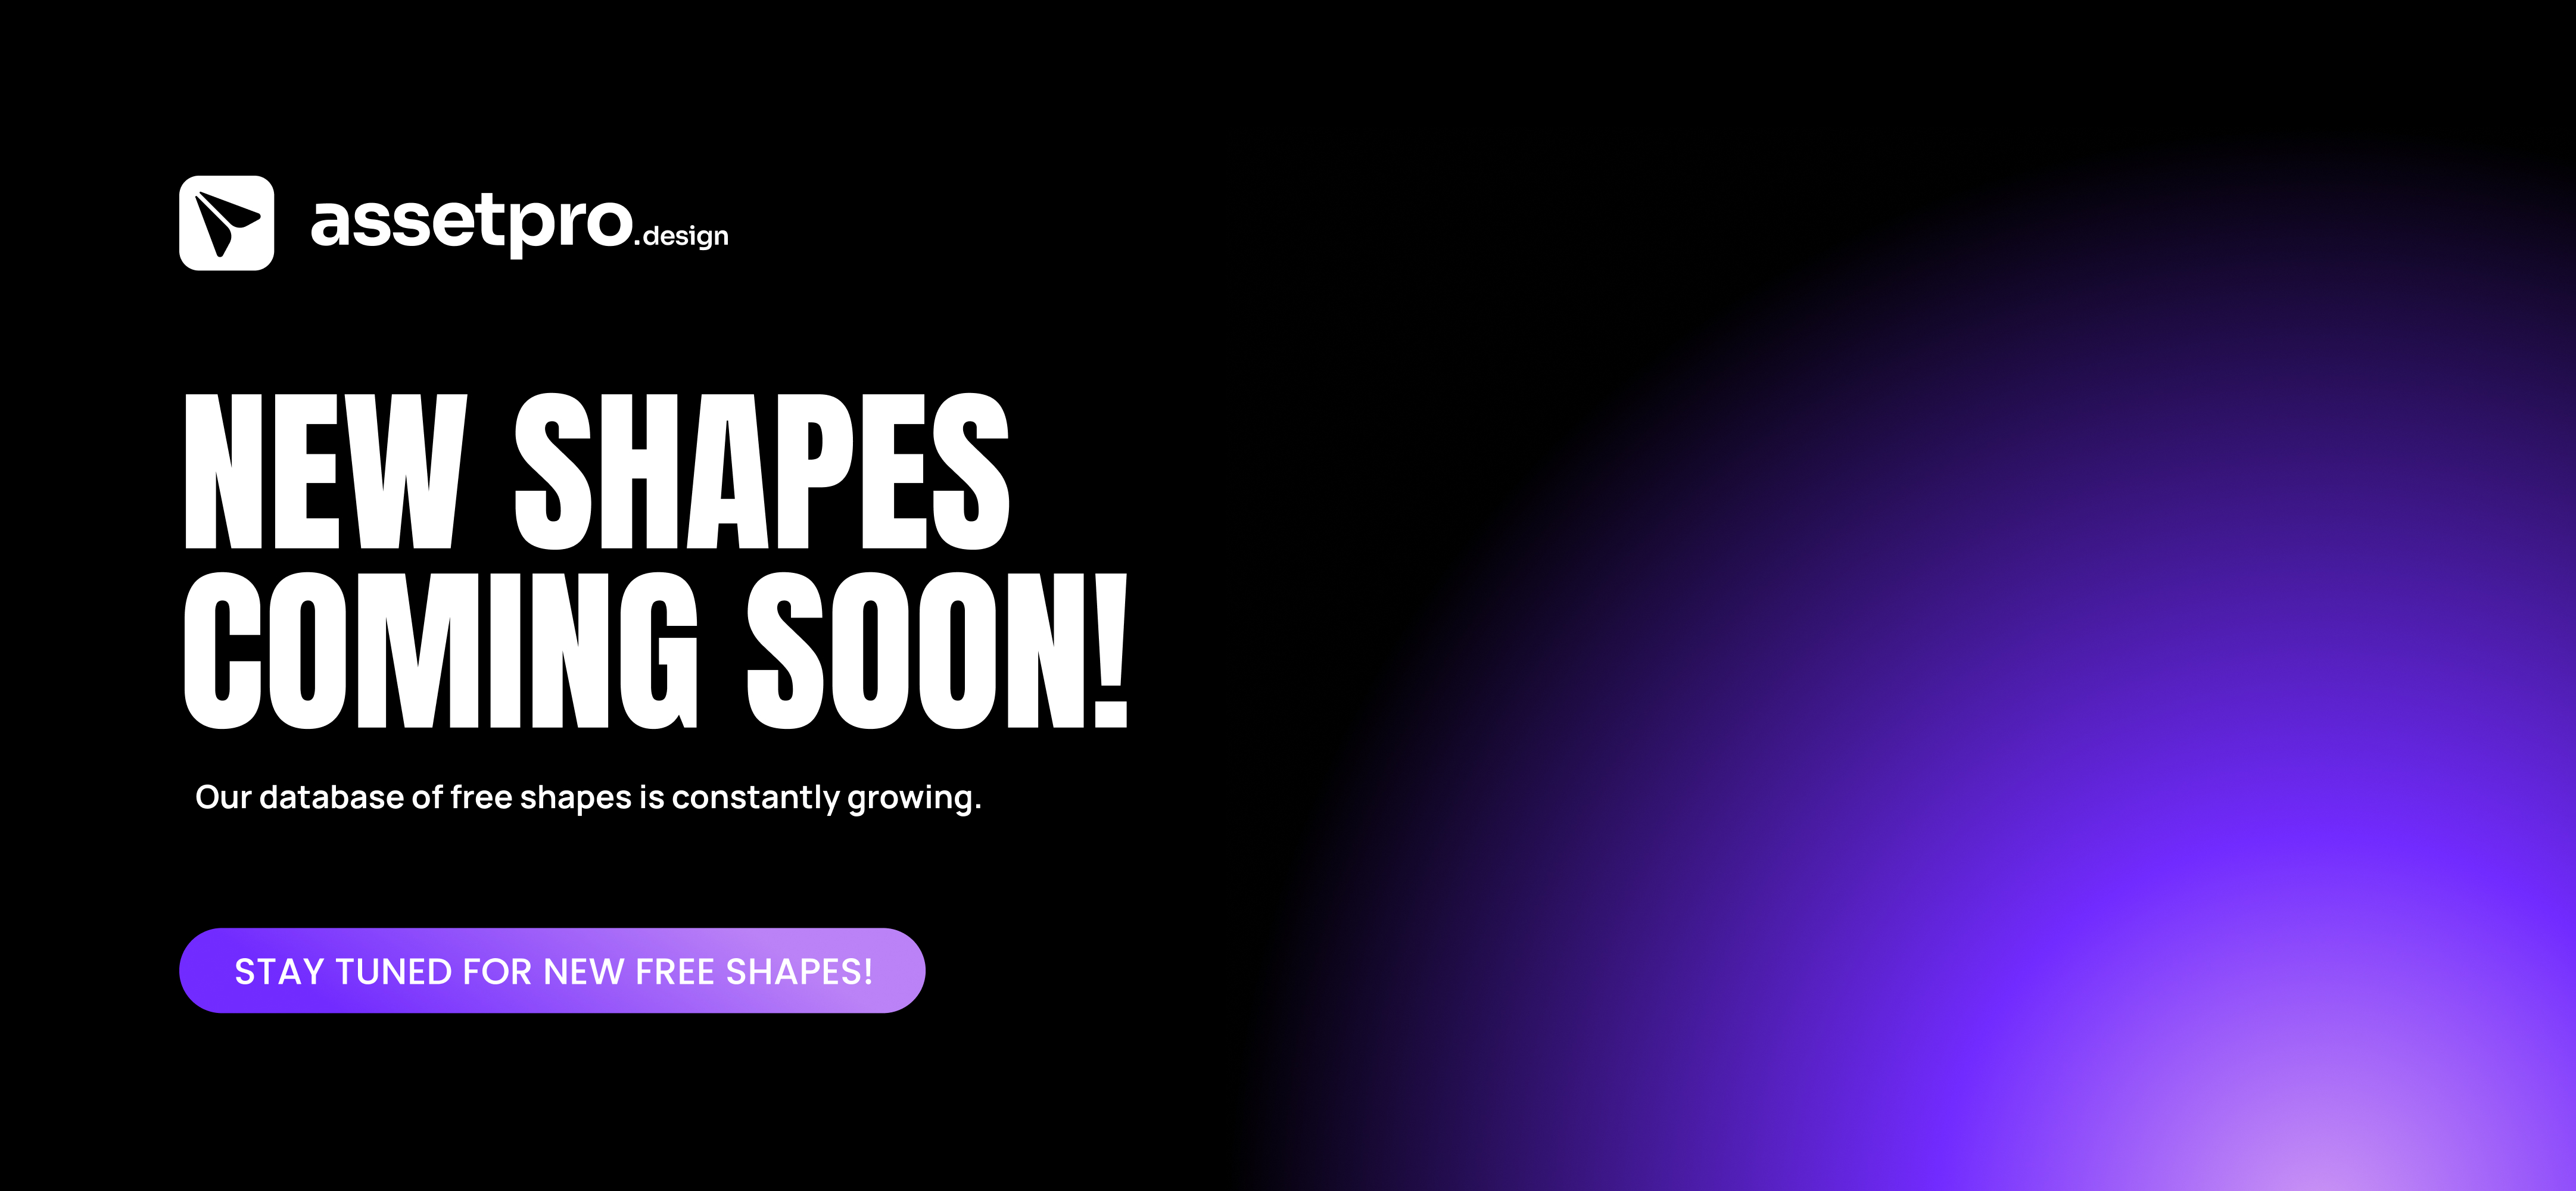 assetpro.design
NEW SHAPES
COMING SOON!
Our database of free shapes is constantly growing.
STAY TUNED FOR NEW FREE SHAPES!